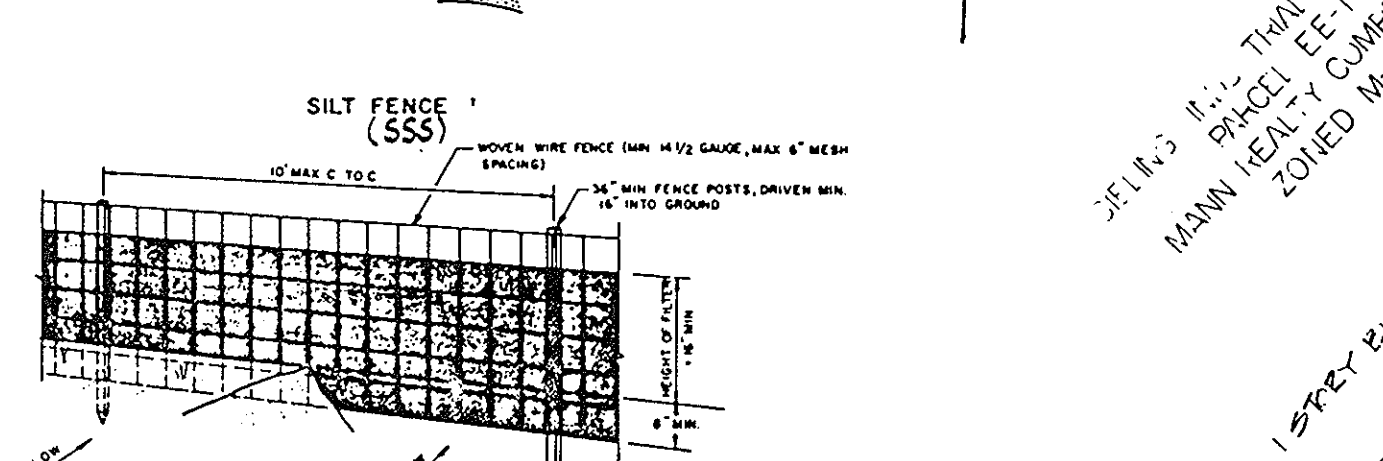 SILT FENCE
(SSS)
WOVEN WIRE FENCE (MIN 14 1/2 GAUGE, MAX 6" MESH
SPACING)
10' MAX C TO C
36" MIN FENCE POSTS, DRIVEN MIN.
16" INTO GROUND
HEIGHT OF FILTER
16" MIN
8" MIN.
PARCEL EE-
MANN REALTY
ZONED M-
1 STORY